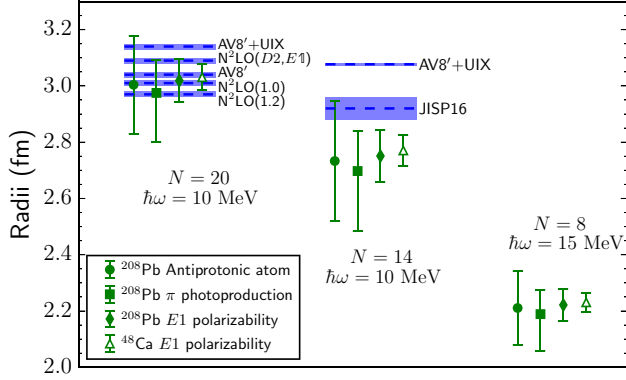 3.2
3.0
2.8
2.6
2.4
2.2
2.0
Radii (fm)
AV8′+UIX
N²LO(D2,E1)
AV8′
N²LO(1.0)
N²LO(1.2)
N = 20
ℏω = 10 MeV
AV8′+UIX
JISP16
N = 14
ℏω = 10 MeV
N = 8
ℏω = 15 MeV
²⁰⁸Pb Antiprotonic atom
²⁰⁸Pb π photoproduction
²⁰⁸Pb E1 polarizability
⁴⁸Ca E1 polarizability